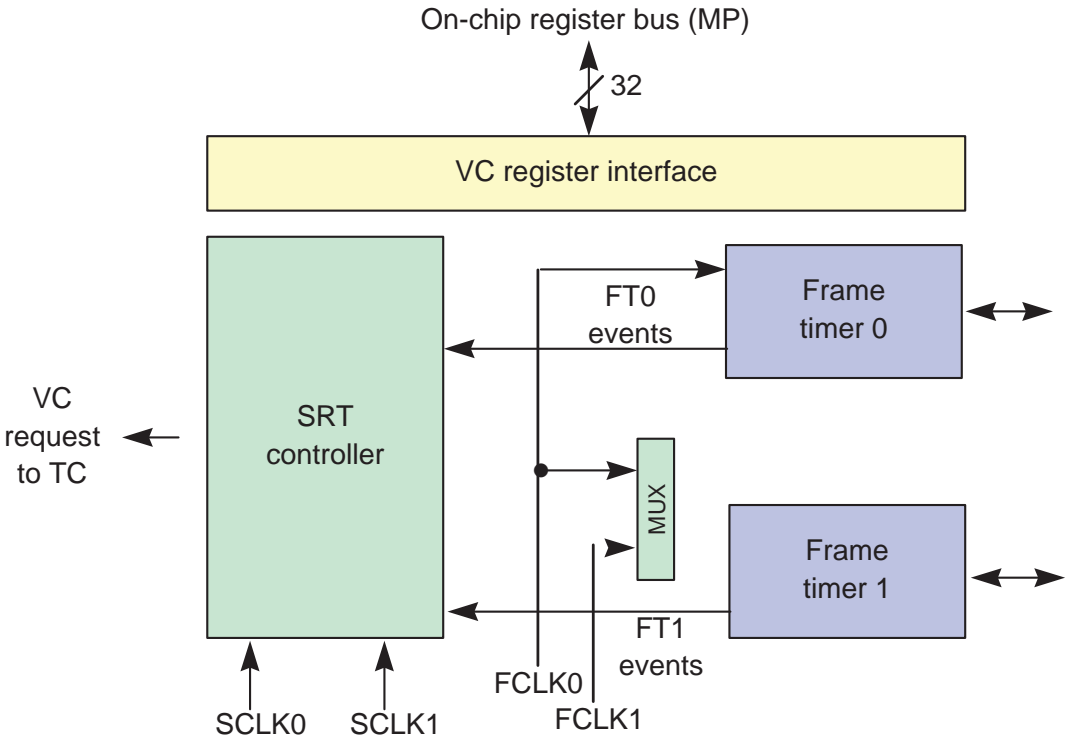 On-chip register bus (MP)
32
VC register interface
Frame
timer 0
FT0
events
VC
request
to TC
SRT
controller
MUX
Frame
timer 1
FT1
events
FCLK0
FCLK1
SCLK0
SCLK1